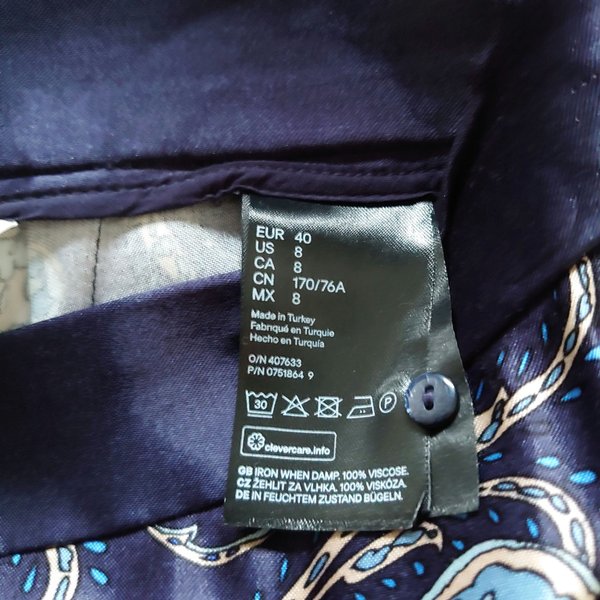 EUR 40
US 8
CA 8
CN 170/76A
MX 8
Made in Turkey
Fabriqué en Turquie
Hecho en Turquía
O/N 407633
P/N 0751864 9
30
P
clevercare.info
GB IRON WHEN DAMP. 100% VISCOSE.
CZ ŽEHLIT ZA VLHKA. 100% VISKÓZA.
DE IN FEUCHTEM ZUSTAND BÜGELN.